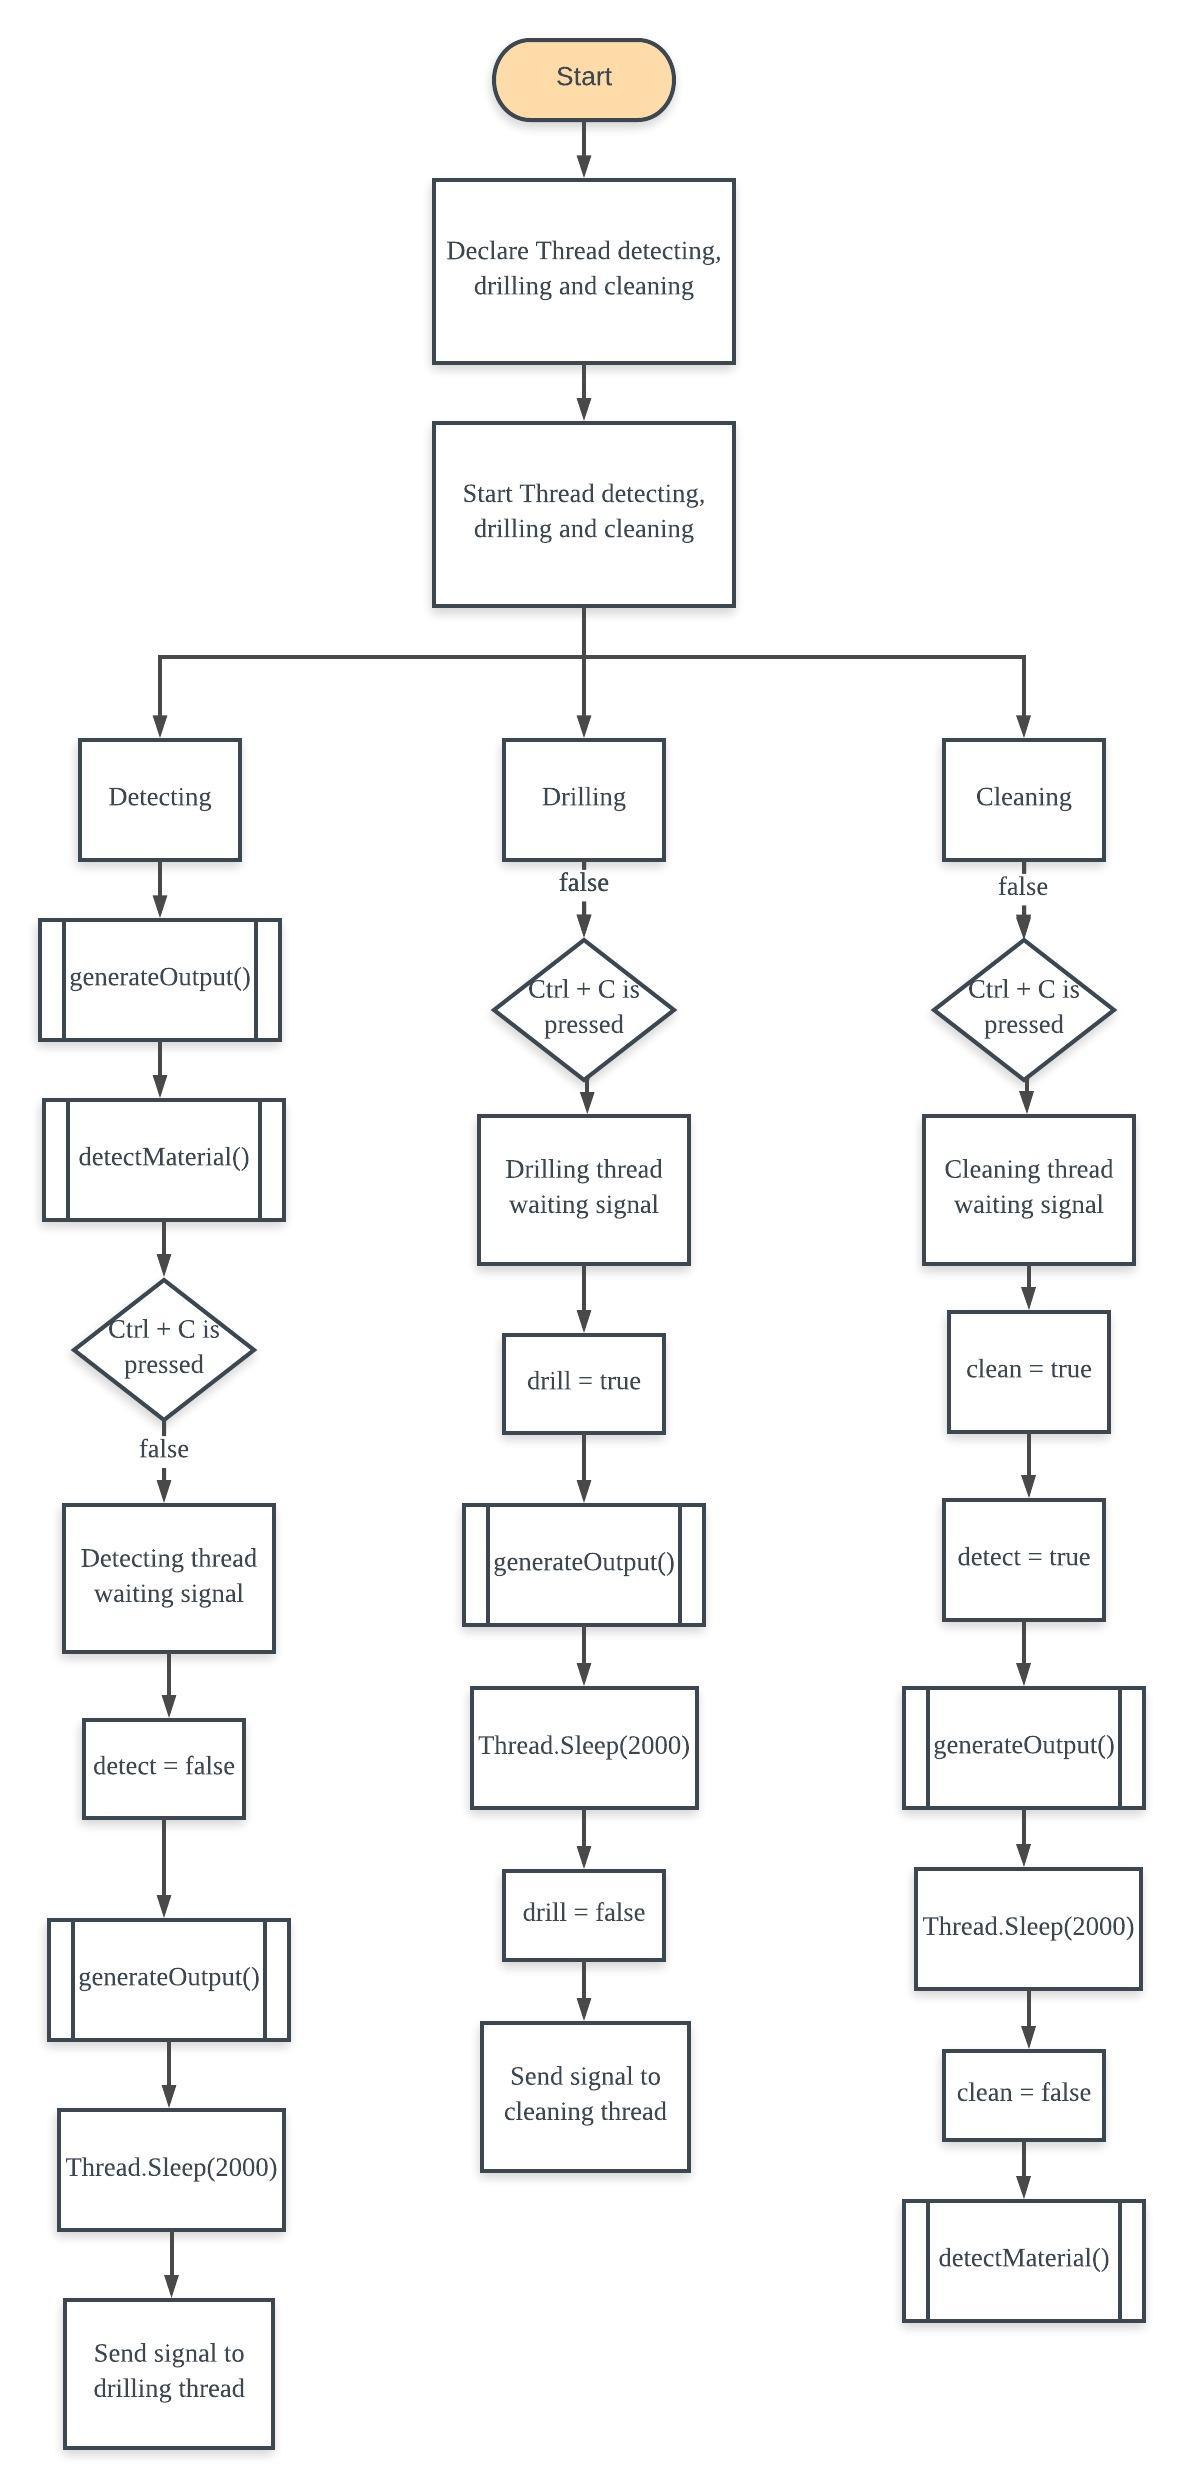 Start
Declare Thread detecting,
drilling and cleaning
Start Thread detecting,
drilling and cleaning
Detecting
generateOutput()
detectMaterial()
Ctrl + C is
pressed
false
Detecting thread
waiting signal
detect = false
generateOutput()
Thread.Sleep(2000)
Send signal to
drilling thread
Drilling
false
Ctrl + C is
pressed
Drilling thread
waiting signal
drill = true
generateOutput()
Thread.Sleep(2000)
drill = false
Send signal to
cleaning thread
Cleaning
false
Ctrl + C is
pressed
Cleaning thread
waiting signal
clean = true
detect = true
generateOutput()
Thread.Sleep(2000)
clean = false
detectMaterial()